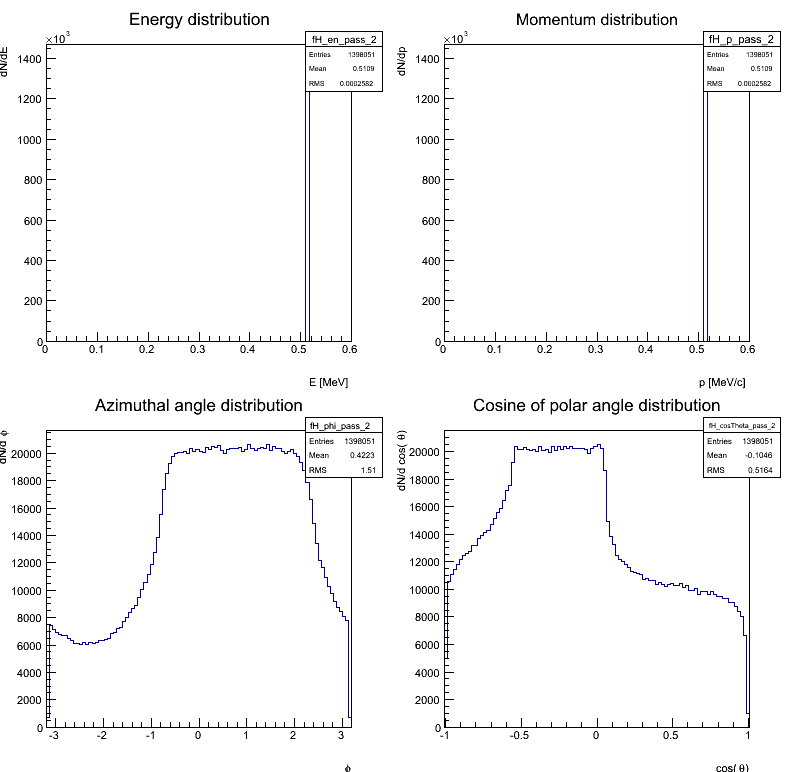 Energy distribution
×10³
dN/dE
fH_en_pass_2
Entries 1398051
Mean 0.5109
RMS 0.0002582
1400
1200
1000
800
600
400
200
0
0 0.1 0.2 0.3 0.4 0.5 0.6
E [MeV]
Momentum distribution
×10³
dN/dp
fH_p_pass_2
Entries 1398051
Mean 0.5109
RMS 0.0002582
1400
1200
1000
800
600
400
200
0
0 0.1 0.2 0.3 0.4 0.5 0.6
p [MeV/c]
Azimuthal angle distribution
dN/d ϕ
fH_phi_pass_2
Entries 1398051
Mean 0.4223
RMS 1.51
20000
18000
16000
14000
12000
10000
8000
6000
4000
2000
0
-3 -2 -1 0 1 2 3
ϕ
Cosine of polar angle distribution
dN/d cos( θ)
fH_cosTheta_pass_2
Entries 1398051
Mean -0.1046
RMS 0.5164
20000
18000
16000
14000
12000
10000
8000
6000
4000
2000
0
-1 -0.5 0 0.5 1
cos( θ)